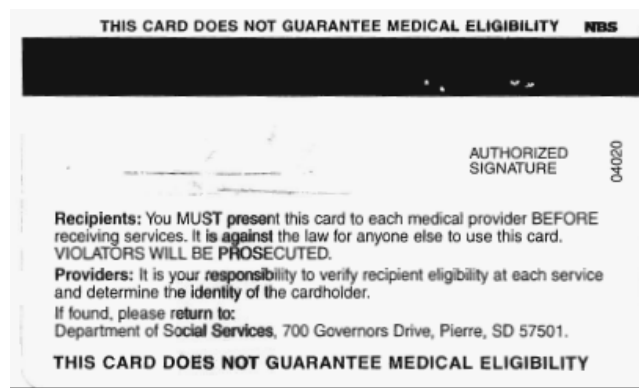 THIS CARD DOES NOT GUARANTEE MEDICAL ELIGIBILITY NBS
AUTHORIZED
SIGNATURE
04020
Recipients: You MUST present this card to each medical provider BEFORE
receiving services. It is against the law for anyone else to use this card.
VIOLATORS WILL BE PROSECUTED.
Providers: It is your responsibility to verify recipient eligibility at each service
and determine the identity of the cardholder.
If found, please return to:
Department of Social Services, 700 Governors Drive, Pierre, SD 57501.
THIS CARD DOES NOT GUARANTEE MEDICAL ELIGIBILITY